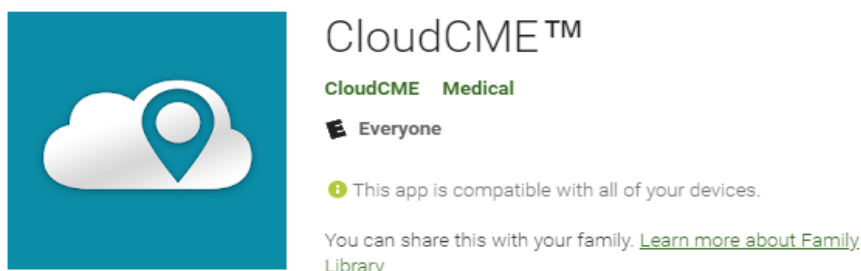 CloudCME™
CloudCME Medical
E Everyone
This app is compatible with all of your devices.
You can share this with your family. Learn more about Family
Library